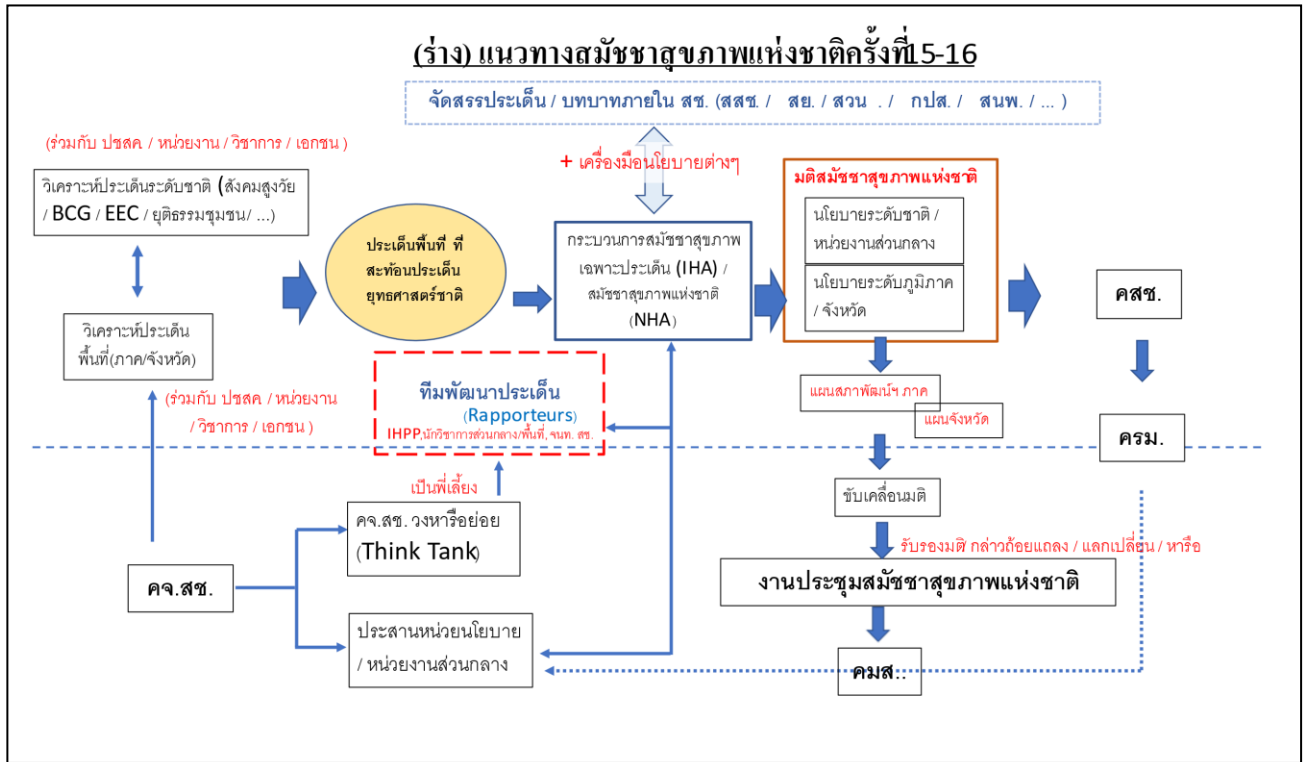 (ร่าง) แนวทางสมัชชาสุขภาพแห่งชาติครั้งที่15-16
จัดสรรประเด็น / บทบาทภายใน สช. (สสช. / สย. / สวน . / กปส. / สนพ. / ... )
(ร่วมกับ ปชสค / หน่วยงาน / วิชาการ / เอกชน )
+ เครื่องมือนโยบายต่างๆ
วิเคราะห์ประเด็นระดับชาติ (สังคมสูงวัย
/ BCG / EEC / ยุติธรรมชุมชน/ ...)
ประเด็นพื้นที่ ที่
สะท้อนประเด็น
ยุทธศาสตร์ชาติ
กระบวนการสมัชชาสุขภาพ
เฉพาะประเด็น (IHA) /
สมัชชาสุขภาพแห่งชาติ
(NHA)
มติสมัชชาสุขภาพแห่งชาติ
นโยบายระดับชาติ /
หน่วยงานส่วนกลาง
นโยบายระดับภูมิภาค
/ จังหวัด
คสช.
วิเคราะห์ประเด็น
พื้นที่(ภาค/จังหวัด)
(ร่วมกับ ปชสค / หน่วยงาน
/ วิชาการ / เอกชน )
ทีมพัฒนาประเด็น
(Rapporteurs)
IHPP,นักวิชาการส่วนกลาง/พื้นที่, จนท. สช.
แผนสภาพัฒน์ฯ ภาค
แผนจังหวัด
ครม.
เป็นพี่เลี้ยง
ขับเคลื่อนมติ
คจ.สช. วงหารือย่อย
(Think Tank)
รับรองมติ กล่าวถ้อยแถลง / แลกเปลี่ยน / หารือ
คจ.สช.
งานประชุมสมัชชาสุขภาพแห่งชาติ
ประสานหน่วยนโยบาย
/ หน่วยงานส่วนกลาง
คมส..